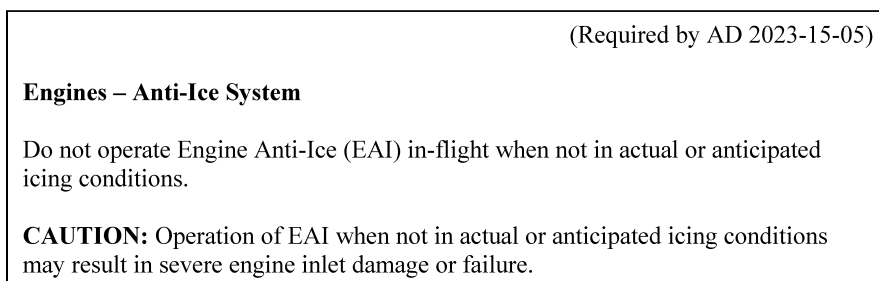 (Required by AD 2023-15-05)
Engines – Anti-Ice System
Do not operate Engine Anti-Ice (EAI) in-flight when not in actual or anticipated
icing conditions.
CAUTION: Operation of EAI when not in actual or anticipated icing conditions
may result in severe engine inlet damage or failure.